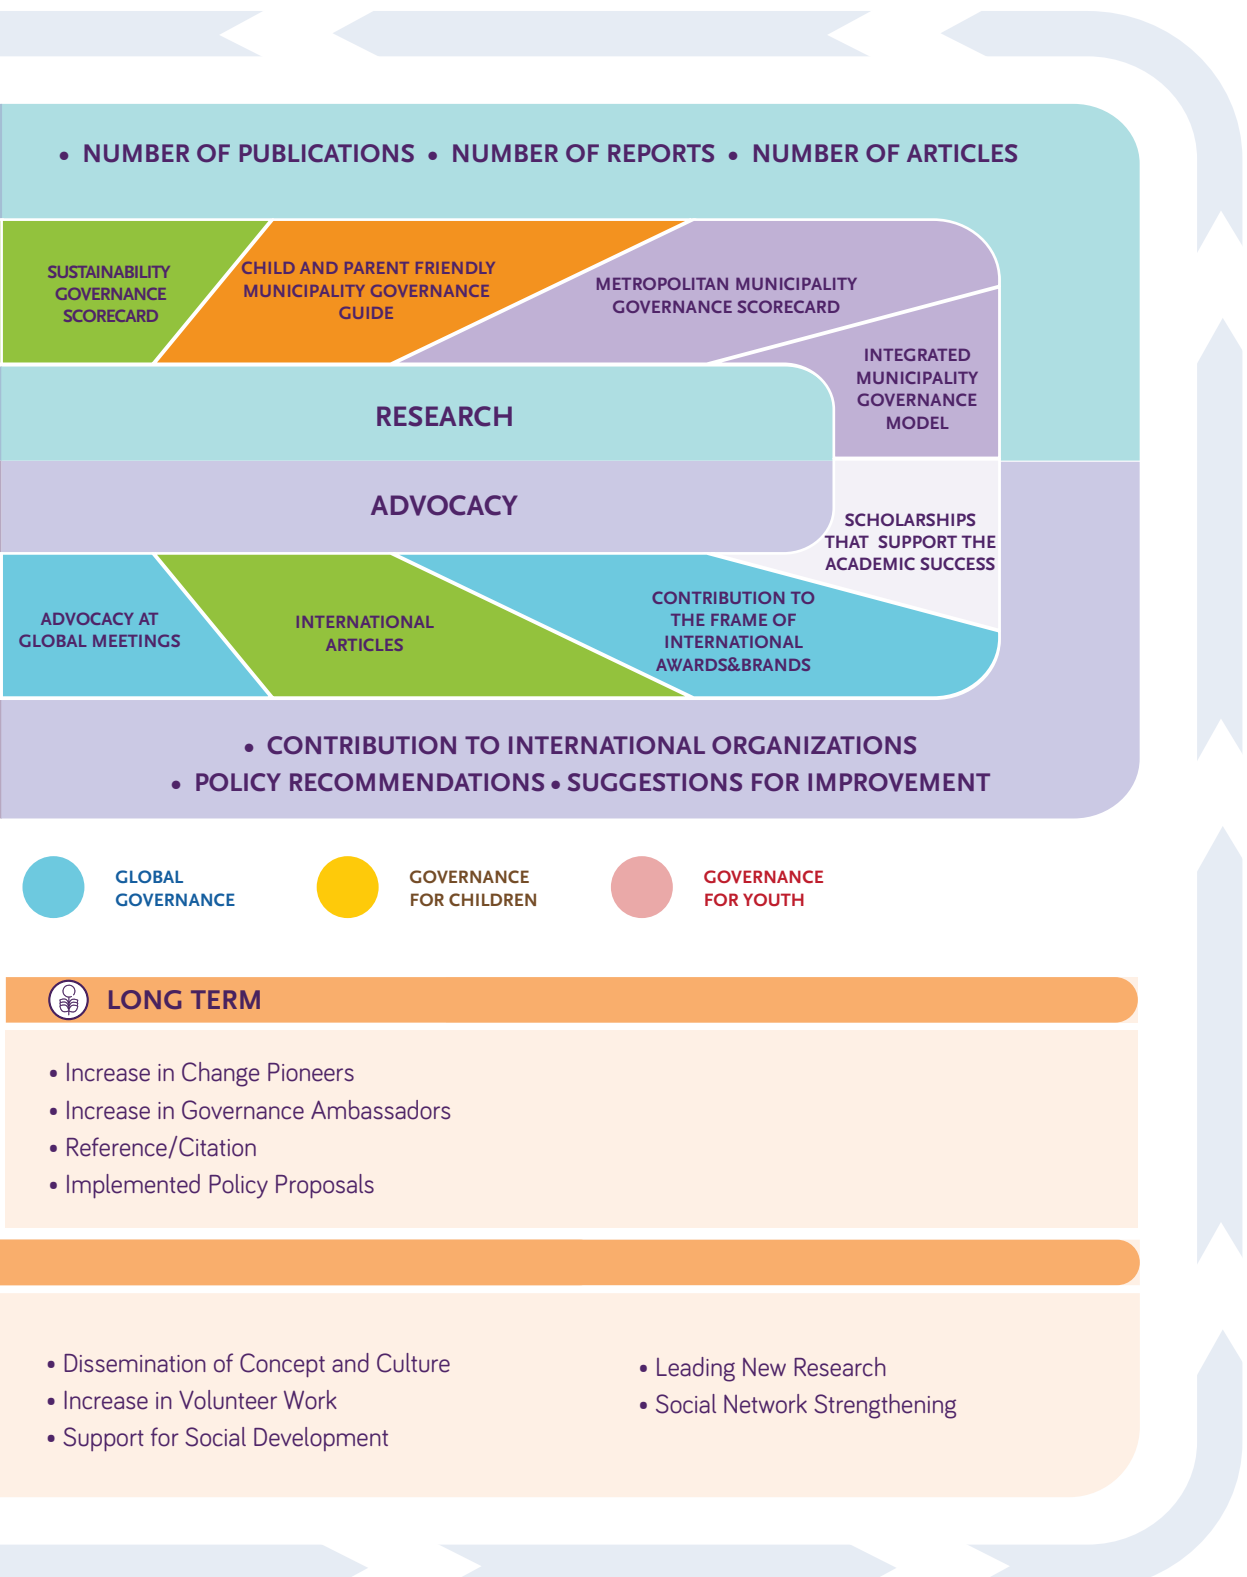 • NUMBER OF PUBLICATIONS • NUMBER OF REPORTS • NUMBER OF ARTICLES
SUSTAINABILITY
GOVERNANCE
SCORECARD
CHILD AND PARENT FRIENDLY
MUNICIPALITY GOVERNANCE
GUIDE
METROPOLITAN MUNICIPALITY
GOVERNANCE SCORECARD
INTEGRATED
MUNICIPALITY
GOVERNANCE
MODEL
RESEARCH
ADVOCACY
SCHOLARSHIPS
THAT SUPPORT THE
ACADEMIC SUCCESS
ADVOCACY AT
GLOBAL MEETINGS
INTERNATIONAL
ARTICLES
CONTRIBUTION TO
THE FRAME OF
INTERNATIONAL
AWARDS&BRANDS
• CONTRIBUTION TO INTERNATIONAL ORGANIZATIONS
• POLICY RECOMMENDATIONS • SUGGESTIONS FOR IMPROVEMENT
GLOBAL
GOVERNANCE
GOVERNANCE
FOR CHILDREN
GOVERNANCE
FOR YOUTH
LONG TERM
• Increase in Change Pioneers
• Increase in Governance Ambassadors
• Reference/Citation
• Implemented Policy Proposals
• Dissemination of Concept and Culture
• Increase in Volunteer Work
• Support for Social Development
• Leading New Research
• Social Network Strengthening